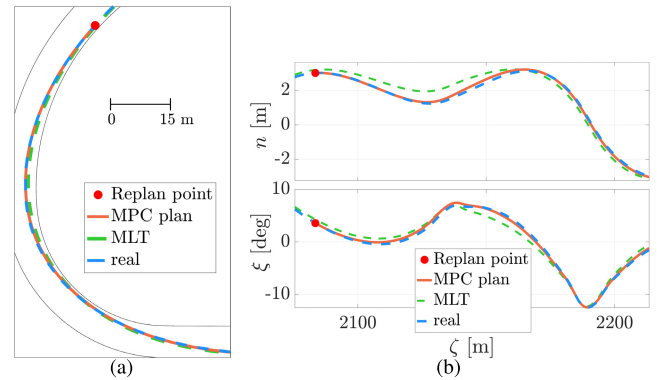 0
15 m
Replan point
MPC plan
MLT
real
(a)
n [m]
2
0
-2
ξ [deg]
10
0
-10
Replan point
MPC plan
MLT
real
2100
2200
ζ [m]
(b)